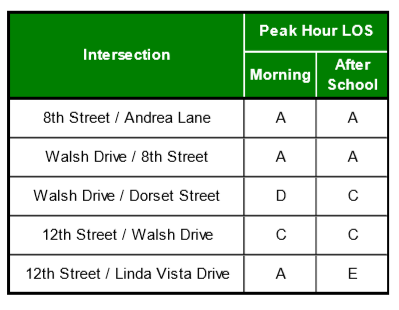 Intersection
Peak Hour LOS
Morning
After
School
8th Street / Andrea Lane A A
Walsh Drive / 8th Street A A
Walsh Drive / Dorset Street D C
12th Street / Walsh Drive C C
12th Street / Linda Vista Drive A E